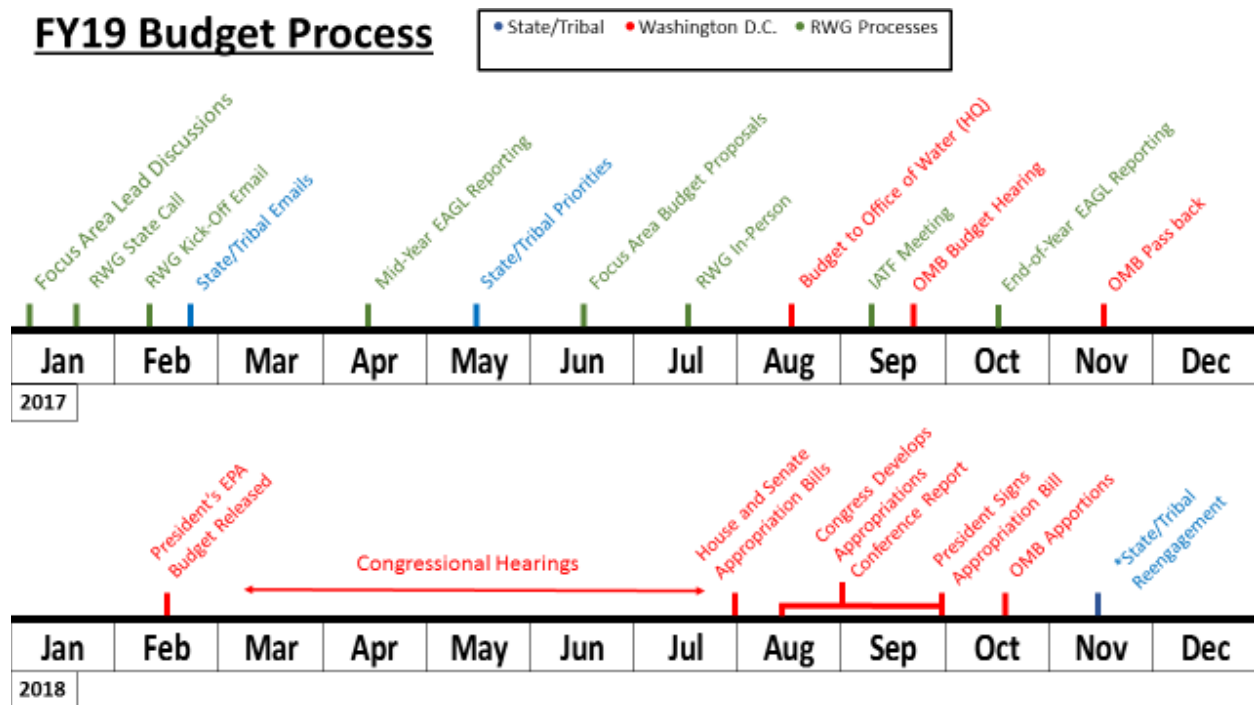 FY19 Budget Process
• State/Tribal • Washington D.C. • RWG Processes
Focus Area Lead Discussions
RWG State Call
RWG Kick-Off Email
State/Tribal Emails
Mid-Year EAGL Reporting
State/Tribal Priorities
Focus Area Budget Proposals
RWG In-Person
Budget to Office of Water (HQ)
IATF Meeting
OMB Budget Hearing
End-of-Year EAGL Reporting
OMB Pass back
Jan Feb Mar Apr May Jun Jul Aug Sep Oct Nov Dec
2017
President's EPA
Budget Released
Congressional Hearings
House and Senate
Appropriation Bills
Congress Develops
Appropriations
Conference Report
President Signs
Appropriation Bill
OMB Apportions
*State/Tribal
Reengagement
Jan Feb Mar Apr May Jun Jul Aug Sep Oct Nov Dec
2018